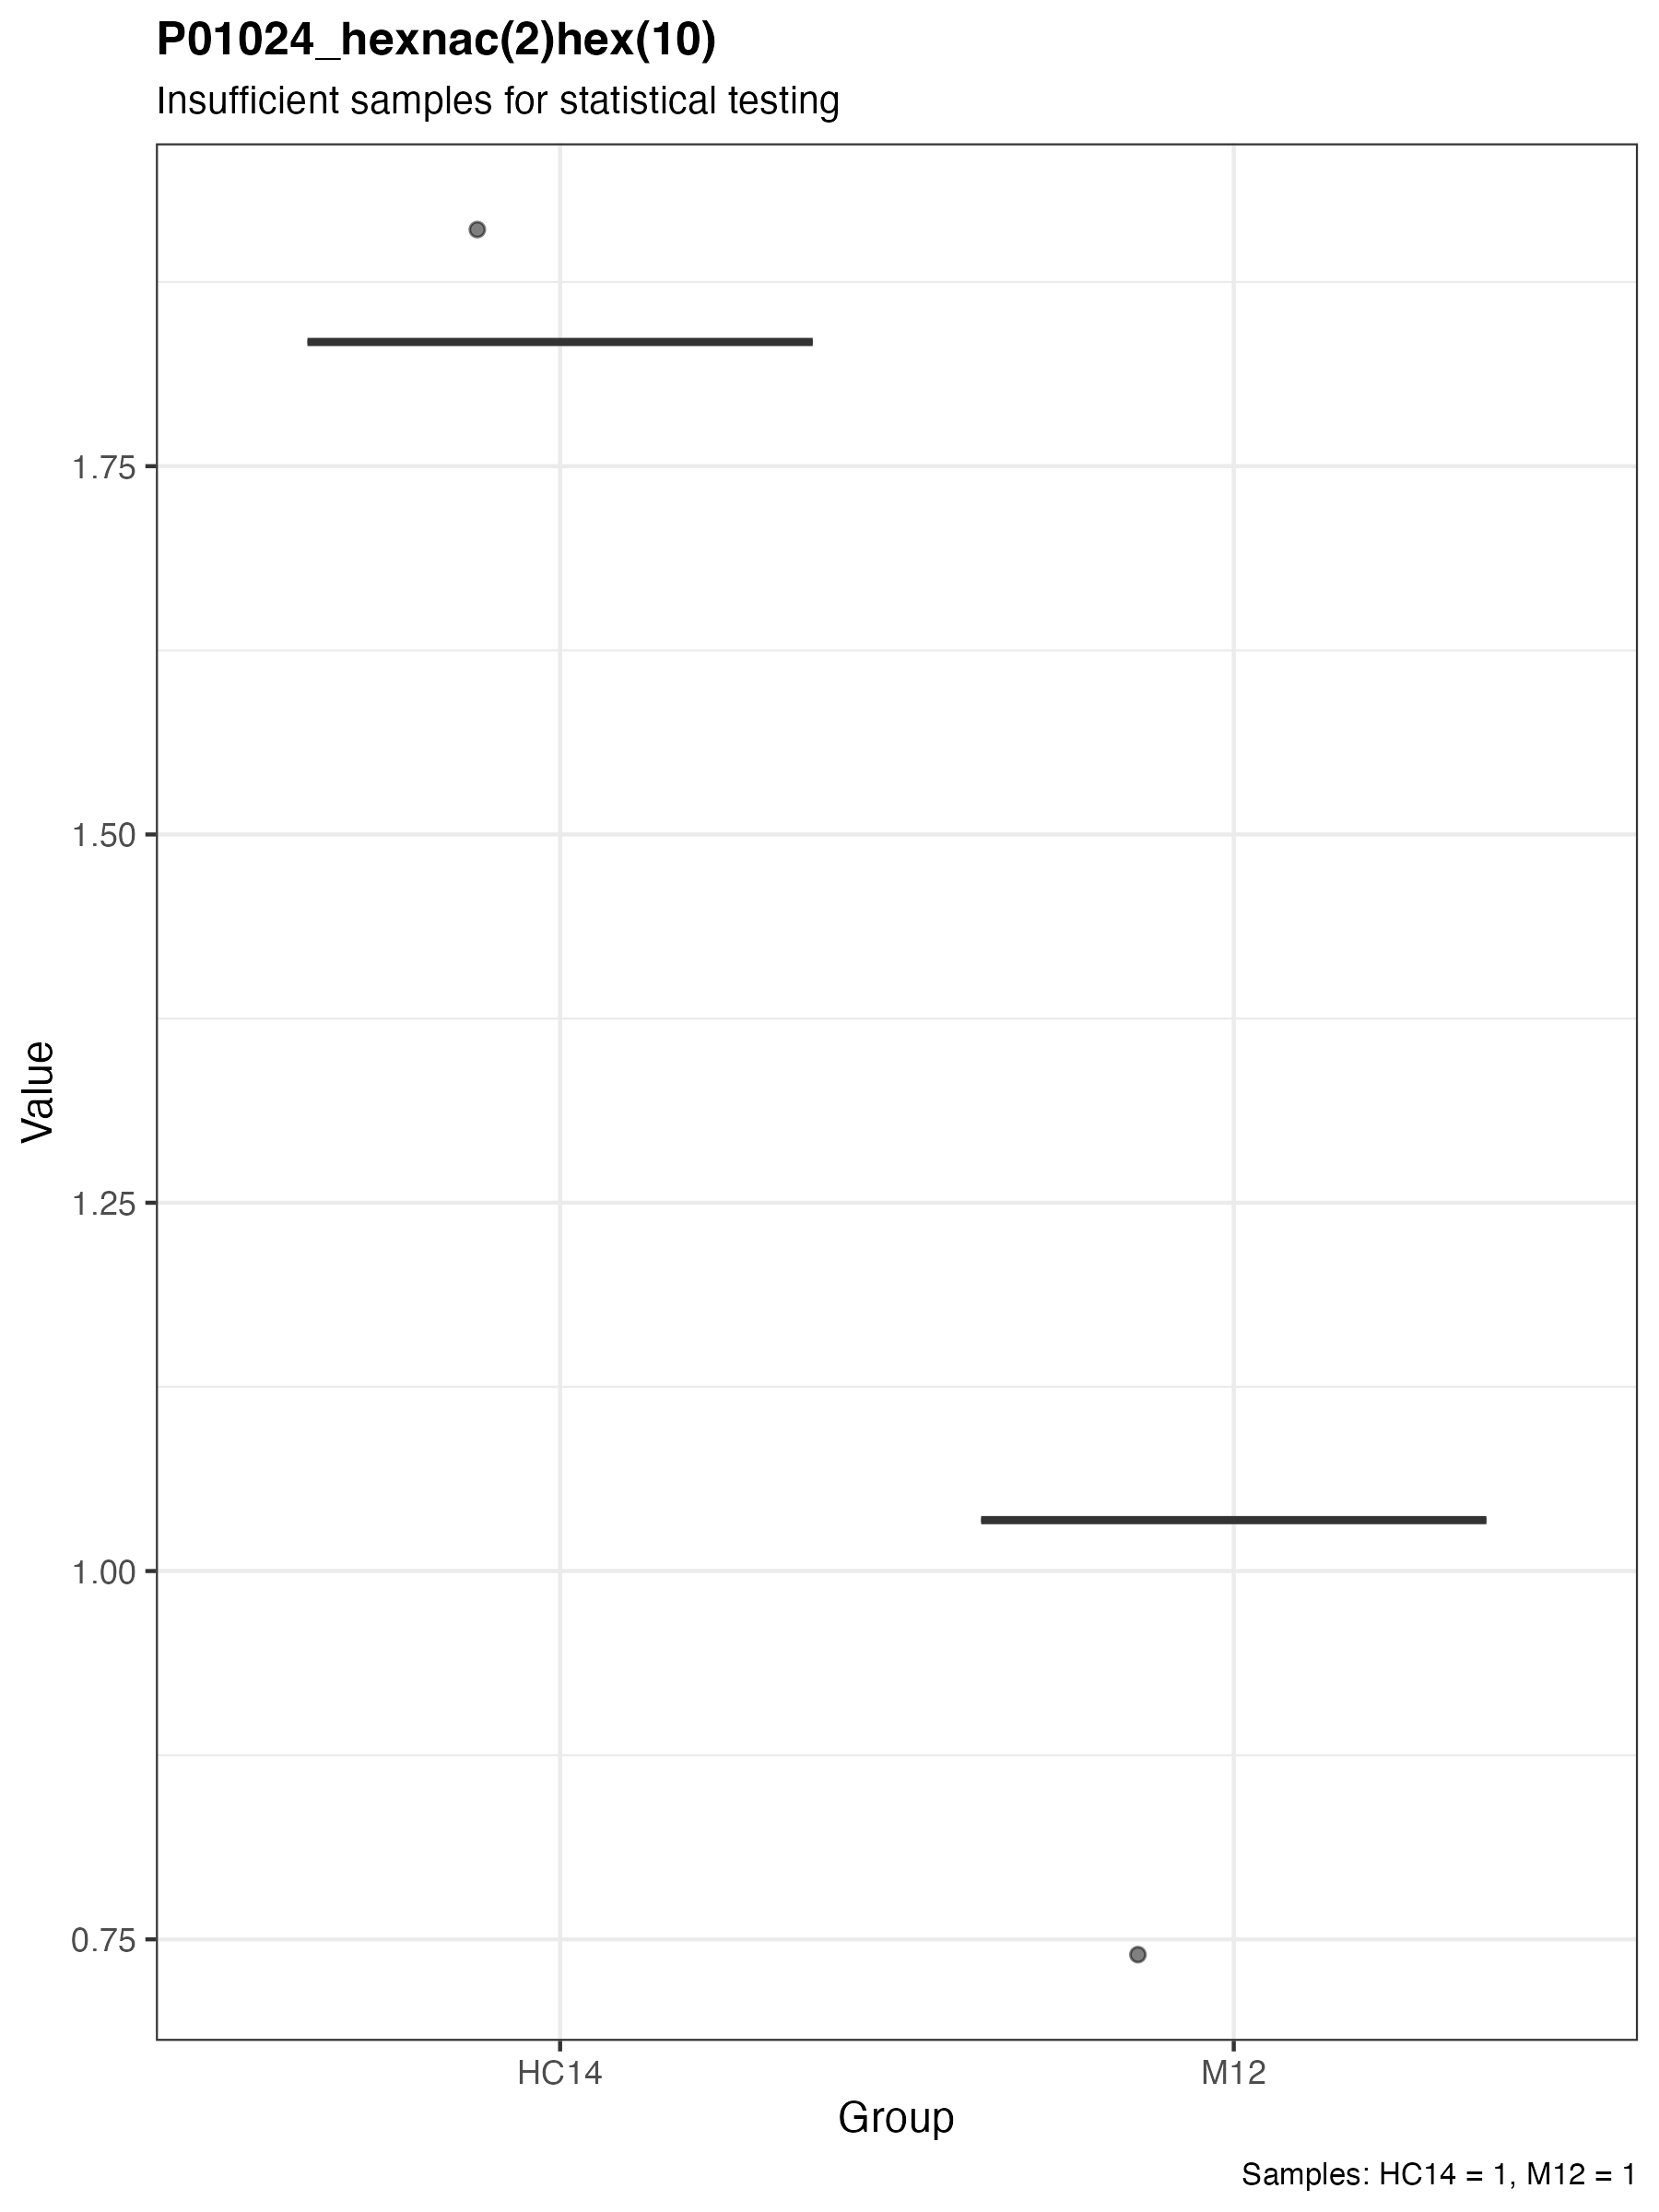 P01024_hexnac(2)hex(10)
Insufficient samples for statistical testing
Value
1.75
1.50
1.25
1.00
0.75
HC14
M12
Group
Samples: HC14 = 1, M12 = 1